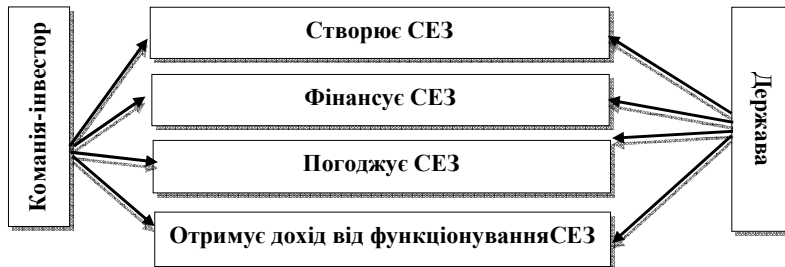 Команія-інвестор
Створює СЕЗ
Фінансує СЕЗ
Погоджує СЕЗ
Отримує дохід від функціонуванняСЕЗ
Держава